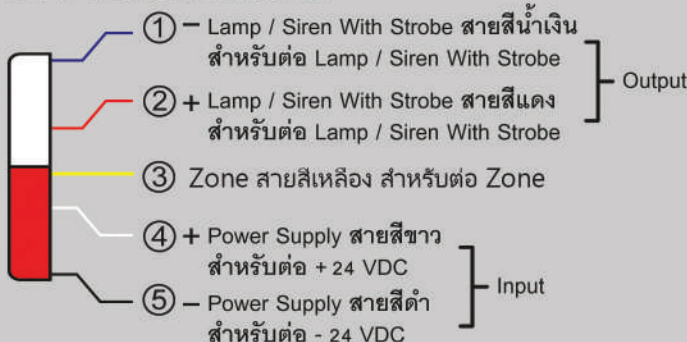 ① – Lamp / Siren With Strobe สายสีน้ำเงิน
สำหรับต่อ Lamp / Siren With Strobe
② + Lamp / Siren With Strobe สายสีแดง
สำหรับต่อ Lamp / Siren With Strobe
Output
③ Zone สายสีเหลือง สำหรับต่อ Zone
④ + Power Supply สายสีขาว
สำหรับต่อ + 24 VDC
⑤ – Power Supply สายสีดำ
สำหรับต่อ - 24 VDC
Input